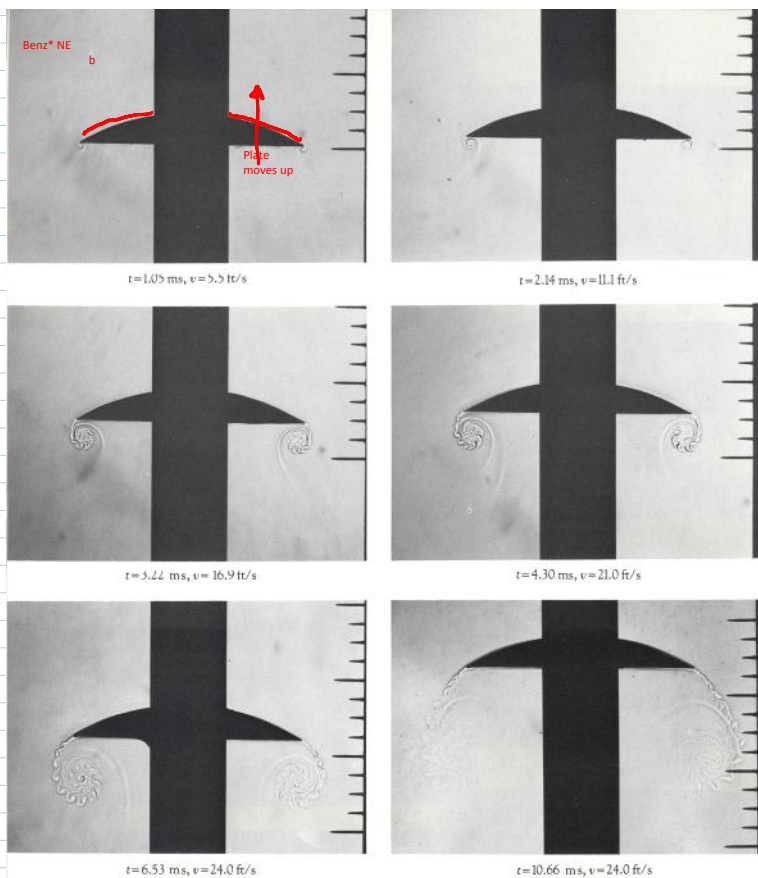 Benz* NE
b
Plate
moves up
t=1.05 ms, v=5.5 ft/s
t=2.14 ms, v=11.1 ft/s
t=3.22 ms, v= 16.9 ft/s
t=4.30 ms, v=21.0 ft/s
t=6.53 ms, v=24.0 ft/s
t=10.66 ms, v=24.0 ft/s